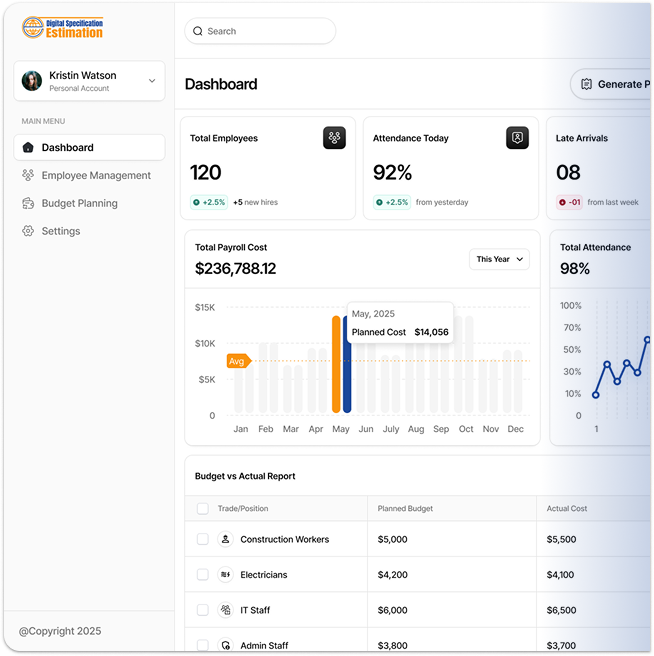 Digital Specification
Estimation
Search
Kristin Watson
Personal Account
MAIN MENU
Dashboard
Employee Management
Budget Planning
Settings
@Copyright 2025
Dashboard
Generate P
Total Employees
120
+2.5% +5 new hires
Attendance Today
92%
+2.5% from yesterday
Late Arrivals
08
-01 from last week
Total Payroll Cost
$236,788.12
This Year
$15K
$10K
$5K
0
Avg
May, 2025
Planned Cost $14,056
Jan Feb Mar Apr May Jun July Aug Sep Oct Nov Dec
Total Attendance
98%
100%
70%
50%
30%
10%
0
1
Budget vs Actual Report
Trade/Position Planned Budget Actual Cost
Construction Workers $5,000 $5,500
Electricians $4,200 $4,100
IT Staff $6,000 $6,500
Admin Staff $3,800 $3,700